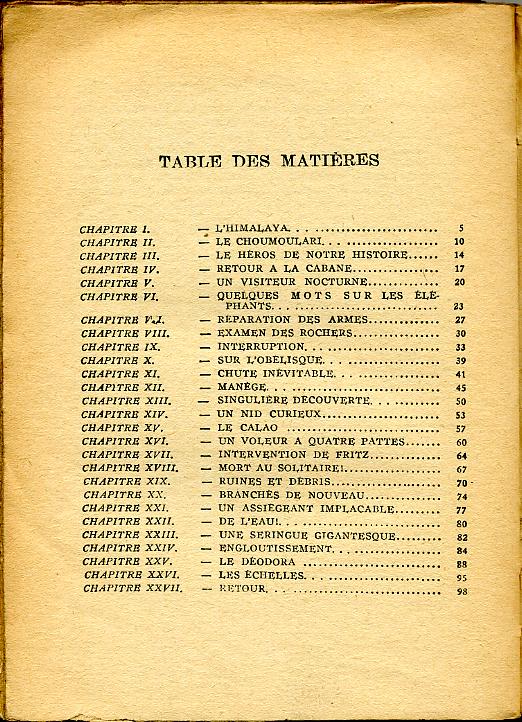 TABLE DES MATIÈRES
CHAPITRE I. — L'HIMALAYA. . . ........................ 5
CHAPITRE II. — LE CHOUMOULARI. . . .................. 10
CHAPITRE III. — LE HÉROS DE NOTRE HISTOIRE...... 14
CHAPITRE IV. — RETOUR A LA CABANE................ 17
CHAPITRE V. — UN VISITEUR NOCTURNE............. 20
CHAPITRE VI. — QUELQUES MOTS SUR LES ÉLÉ-
PHANTS. . . ............................ 23
CHAPITRE VII. — RÉPARATION DES ARMES............. 27
CHAPITRE VIII. — EXAMEN DES ROCHERS................ 30
CHAPITRE IX. — INTERRUPTION. . . .................... 33
CHAPITRE X. — SUR L'OBÉLISQUE. . . .................. 39
CHAPITRE XI. — CHUTE INÉVITABLE. . . ................ 41
CHAPITRE XII. — MANÈGE. . . ............................ 45
CHAPITRE XIII. — SINGULIÈRE DÉCOUVERTE. . . ......... 50
CHAPITRE XIV. — UN NID CURIEUX...................... 53
CHAPITRE XV. — LE CALAO ............................ 57
CHAPITRE XVI. — UN VOLEUR A QUATRE PATTES....... 60
CHAPITRE XVII. — INTERVENTION DE FRITZ............. 64
CHAPITRE XVIII. — MORT AU SOLITAIRE!................. 67
CHAPITRE XIX. — RUINES ET DÉBRIS.................... 70
CHAPITRE XX. — BRANCHÉS DE NOUVEAU.............. 74
CHAPITRE XXI. — UN ASSIÉGEANT IMPLACABLE........ 77
CHAPITRE XXII. — DE L'EAU!. . . ........................ 80
CHAPITRE XXIII. — UNE SERINGUE GIGANTESQUE........ 82
CHAPITRE XXIV. — ENGLOUTISSEMENT. . . ................ 84
CHAPITRE XXV. — LE DÉODORA ......................... 88
CHAPITRE XXVI. — LES ÉCHELLES. . . .................... 95
CHAPITRE XXVII. — RETOUR. . . ........................... 98